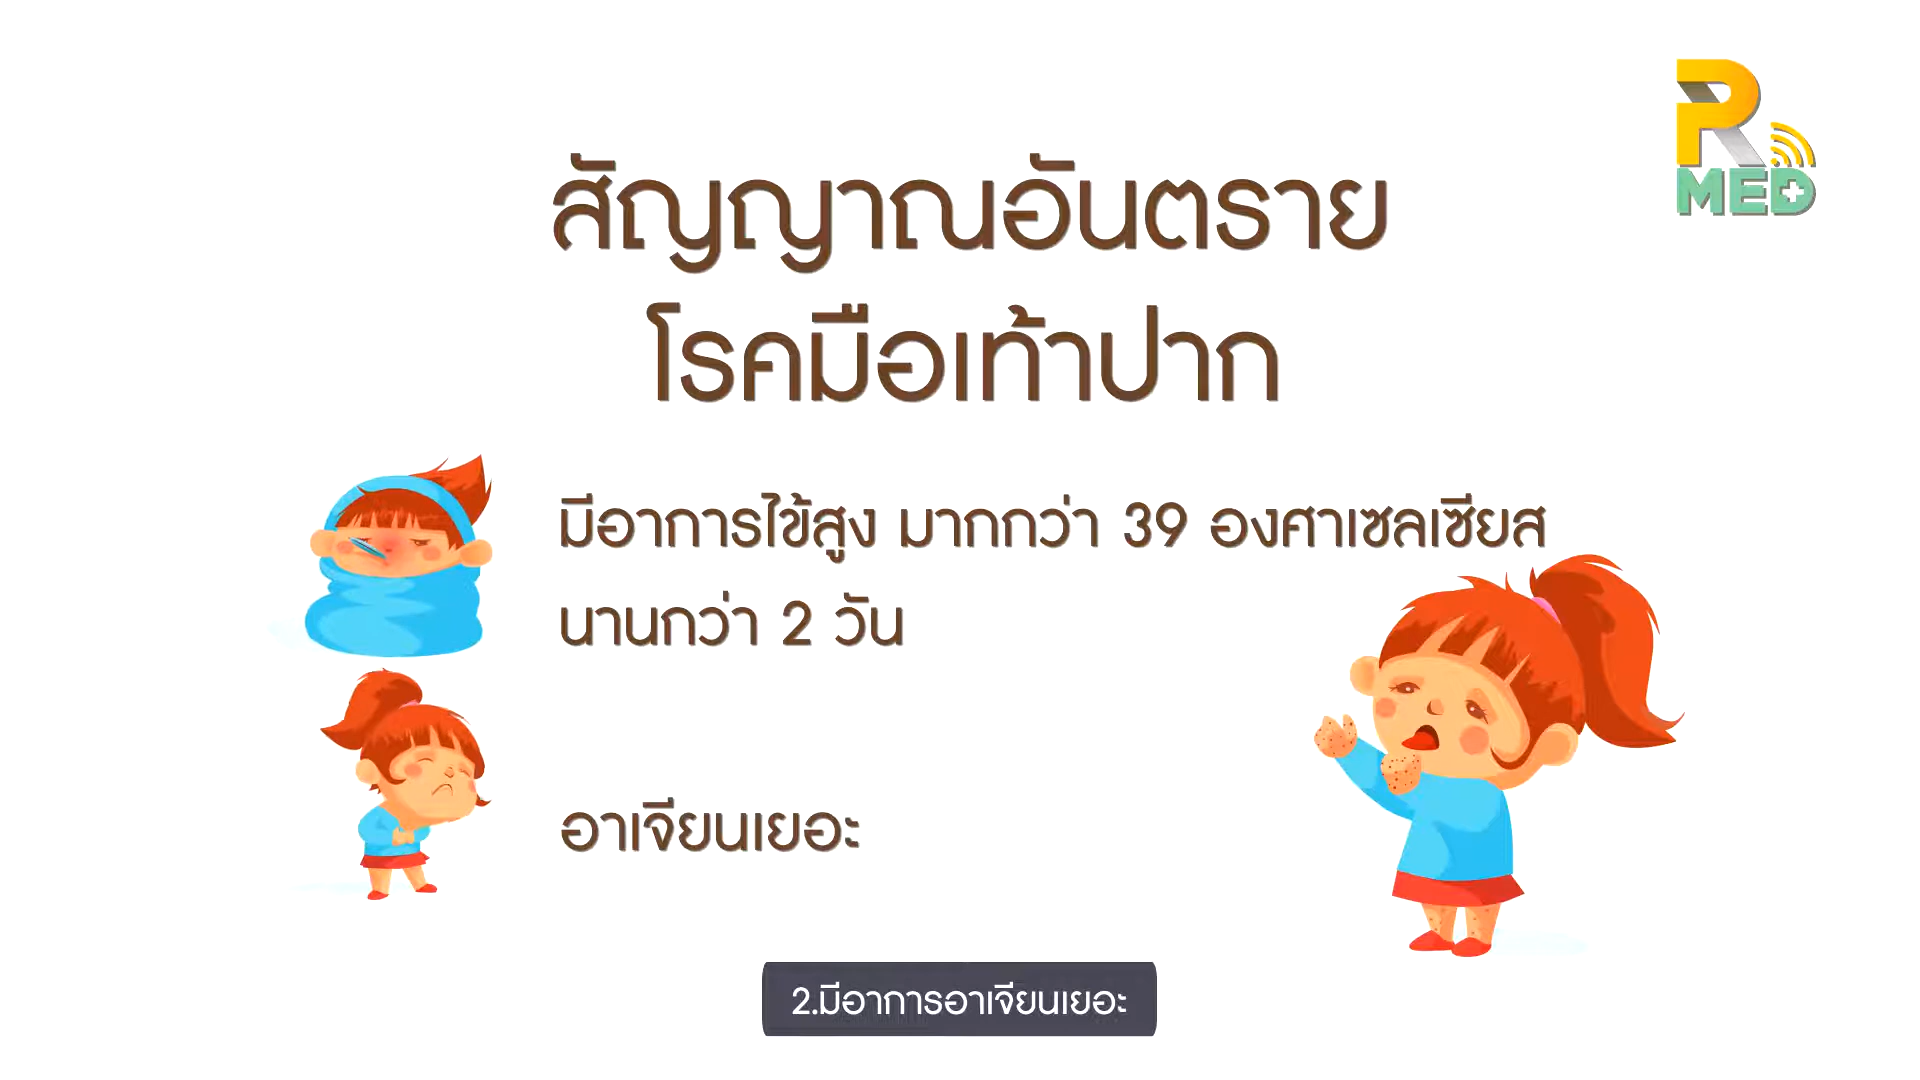 PR
MED
สัญญาณอันตราย
โรคมือเท้าปาก
มีอาการไข้สูง มากกว่า 39 องศาเซลเซียส
นานกว่า 2 วัน
อาเจียนเยอะ
2.มีอาการอาเจียนเยอะ